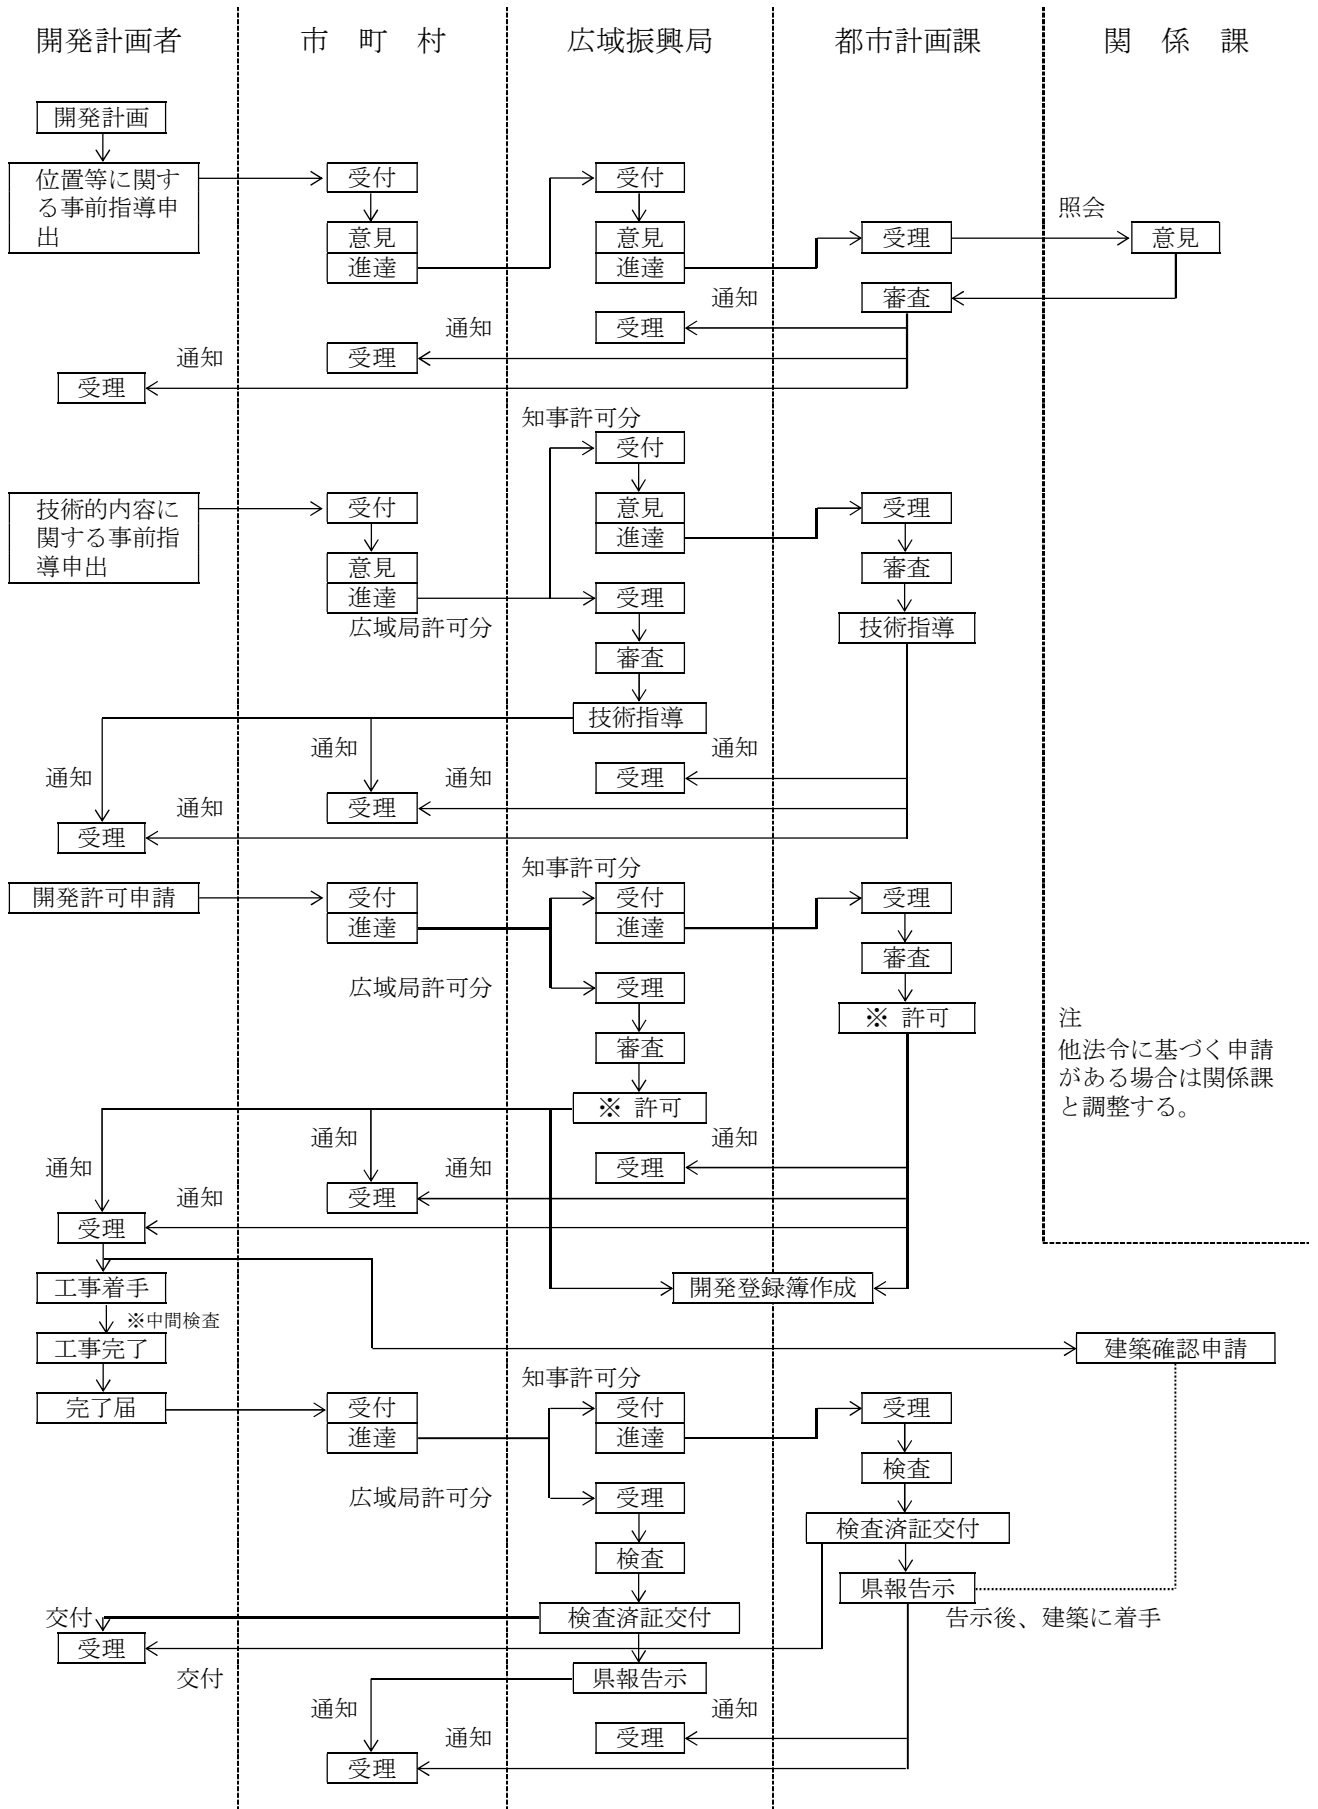 開発計画者
市　町　村
広域振興局
都市計画課
関　係　課
開発計画
位置等に関す
る事前指導申
出
受付
受付
照会
意見
意見
受理
意見
進達
進達
通知
審査
通知
受理
通知
受理
受理
知事許可分
受付
技術的内容に
関する事前指
導申出
受付
意見
受理
進達
意見
審査
進達
受理
広域局許可分
技術指導
審査
技術指導
通知
通知
通知
通知
受理
通知
受理
受理
知事許可分
開発許可申請
受付
受付
受理
進達
進達
審査
広域局許可分
受理
※ 許可
注
他法令に基づく申請
がある場合は関係課
と調整する。
審査
※ 許可
通知
通知
通知
通知
受理
通知
受理
受理
工事着手
開発登録簿作成
※中間検査
工事完了
建築確認申請
知事許可分
完了届
受付
受付
受理
進達
進達
検査
広域局許可分
受理
検査済証交付
検査
県報告示
交付
検査済証交付
告示後、建築に着手
受理
交付
県報告示
通知
通知
通知
受理
受理